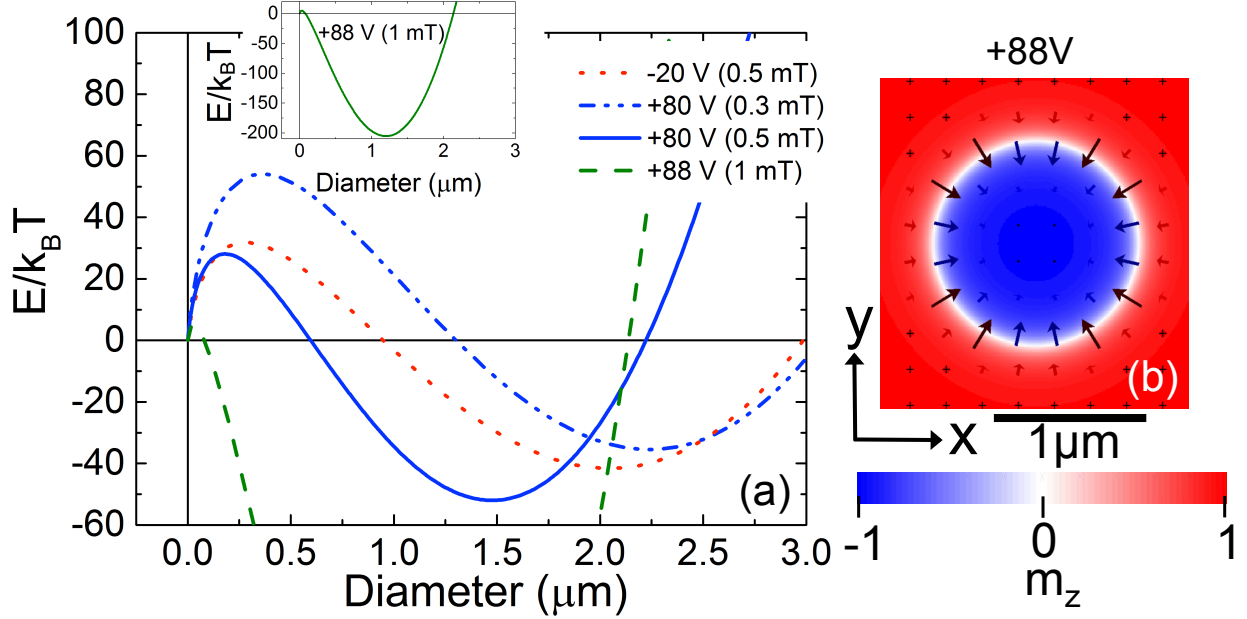 0
-50
-100
-150
-200
E/k_BT
+88 V (1 mT)
0 1 2 3
Diameter (μm)
100
80
60
40
20
0
-20
-40
-60
E/k_BT
-20 V (0.5 mT)
+80 V (0.3 mT)
+80 V (0.5 mT)
+88 V (1 mT)
(a)
0.0 0.5 1.0 1.5 2.0 2.5 3.0
Diameter (μm)
+88V
(b)
y
x
1μm
-1 0 1
m_z